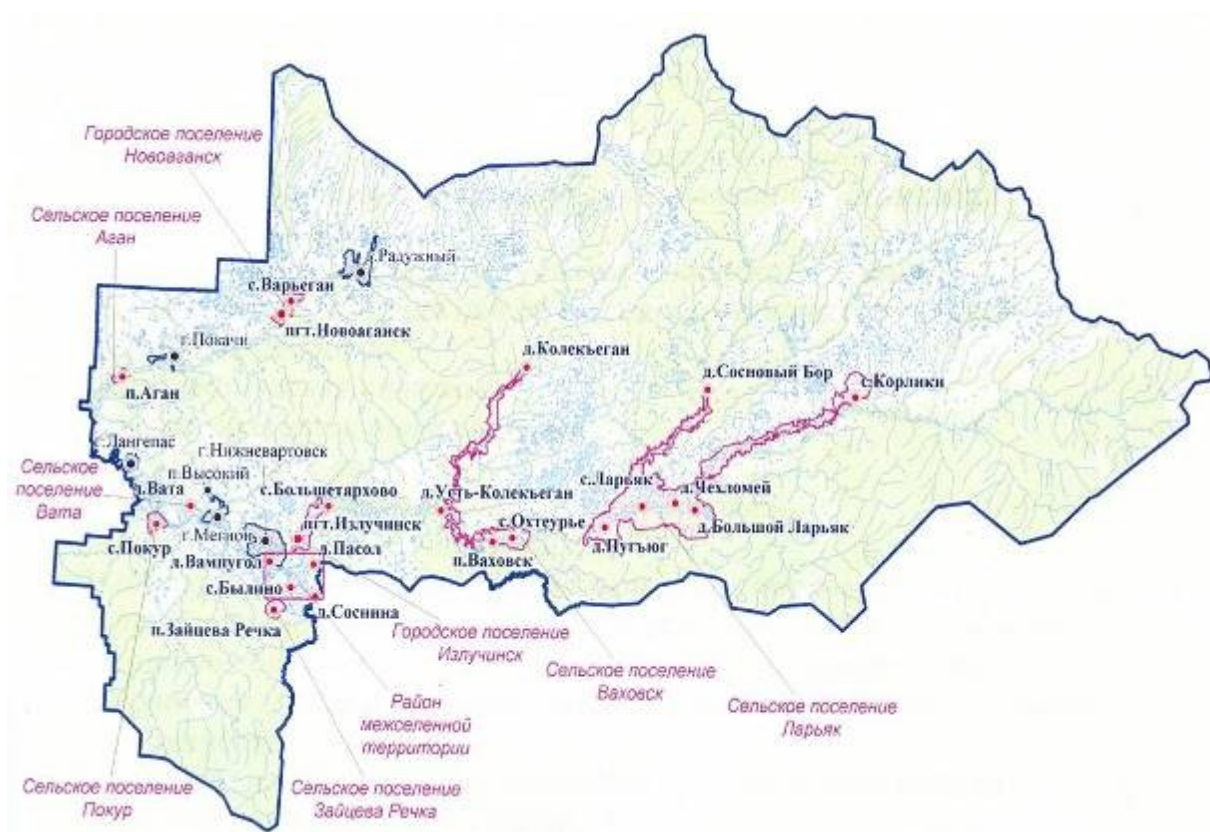 Городское поселение
Новоаганск
Сельское поселение
Аган
г.Радужный
с.Варьеган
пгт.Новоаганск
г.Покачи
п.Аган
д.Колекъеган
д.Сосновый Бор
с.Корлики
г.Лангепас
г.Нижневартовск
п.Высокий
Сельское
поселение
Вата
д.Вата
с.Большетархово
д.Усть-Колекъеган
с.Ларьяк
д.Чехломей
пгт.Излучинск
с.Охтеурье
д.Большой Ларьяк
г.Мегион
с.Покур
д.Пасол
п.Ваховск
д.Пугъюг
д.Вампугол
с.Былино
д.Соснина
п.Зайцева Речка
Городское поселение
Излучинск
Сельское поселение
Ваховск
Сельское поселение
Ларьяк
Район
межселенной
территории
Сельское поселение
Покур
Сельское поселение
Зайцева Речка